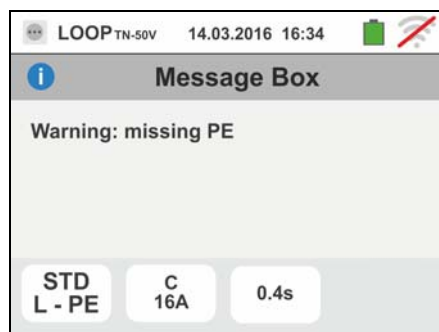 LOOP TN-50V 14.03.2016 16:34
i Message Box
Warning: missing PE
STD
L - PE
C
16A
0.4s